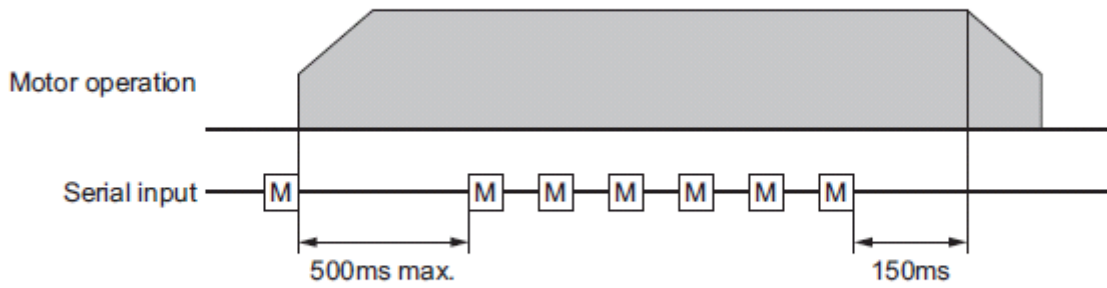 Motor operation
Serial input M M M M M M M
500ms max. 150ms